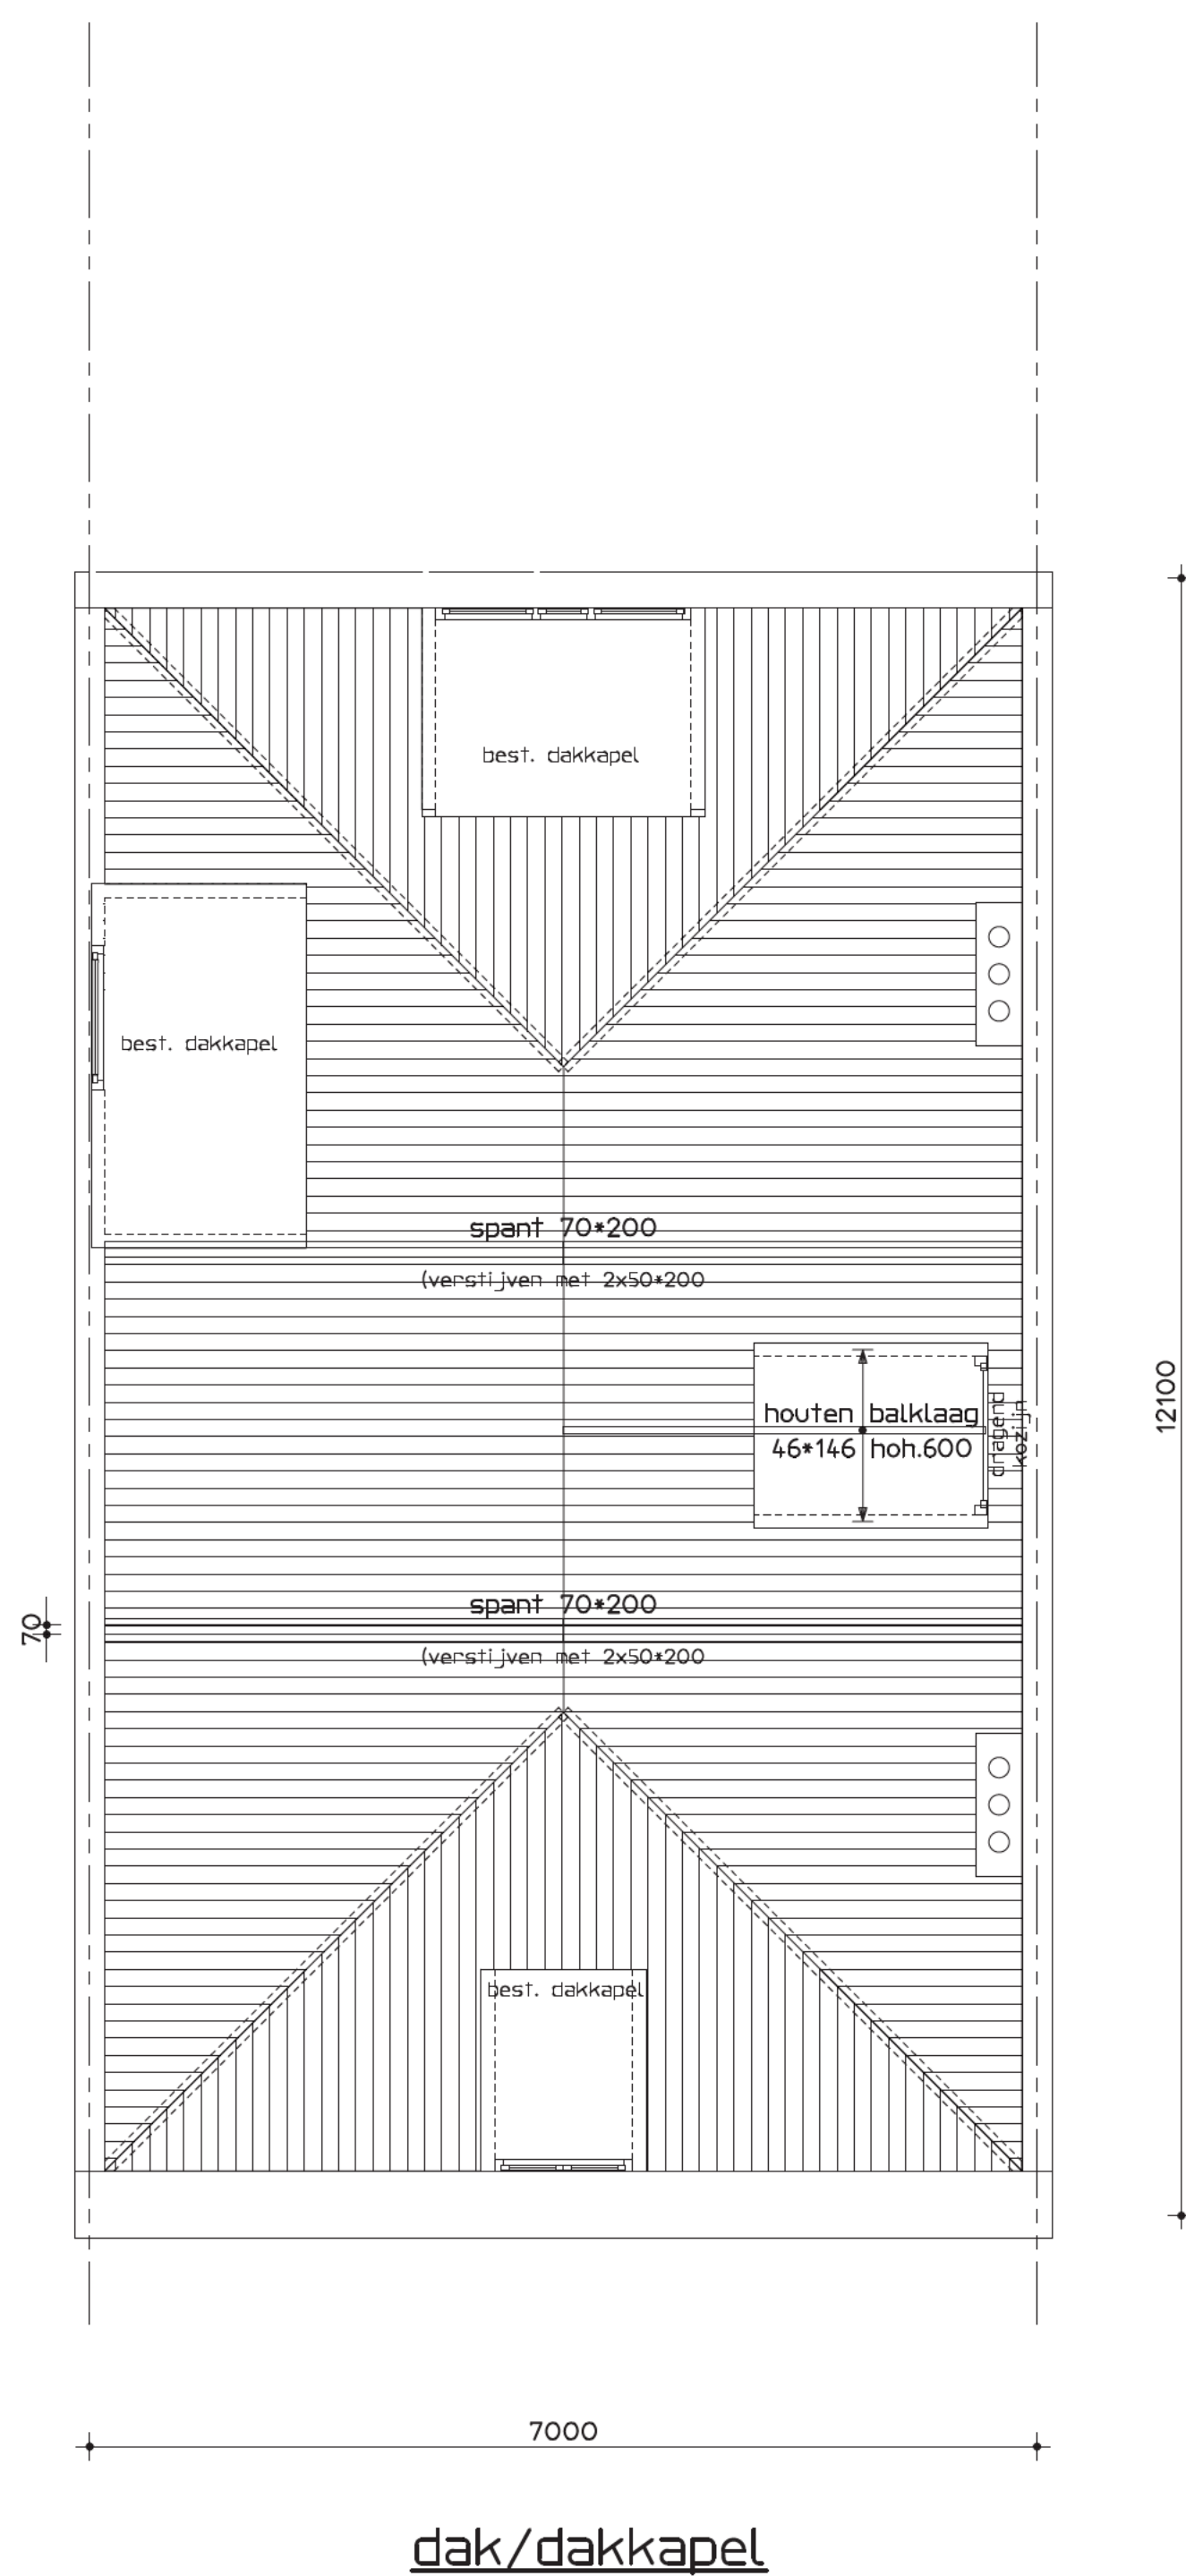 best. dakkapel
best. dakkapel
spant 70*200
(verstijven met 2x50*200
houten balklaag
46*146 hoh.600
dragend
kozijn
12100
spant 70*200
70
(verstijven met 2x50*200
best. dakkapel
7000
dak/dakkapel